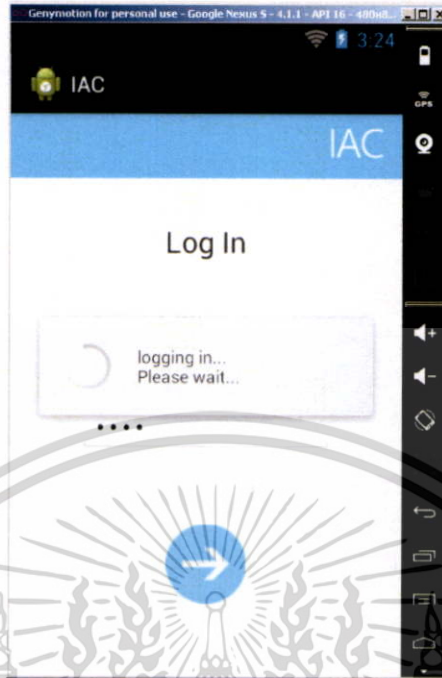 Genymotion for personal use - Google Nexus S - 4.1.1 - API 16 - 480x8...
3:24
IAC
GPS
IAC
Log In
logging in...
Please wait...